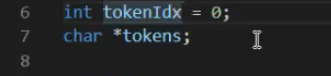 6 int tokenIdx = 0;
7 char *tokens;
8